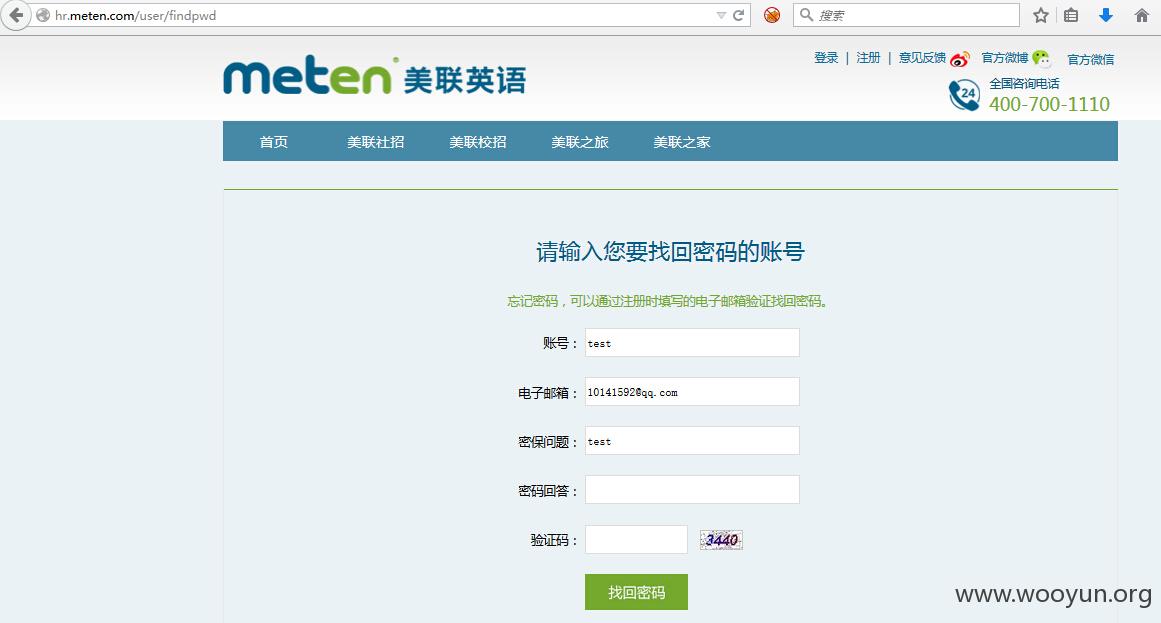 hr.meten.com/user/findpwd
搜索
登录 | 注册 | 意见反馈 官方微博 官方微信
meten 美联英语
24 全国咨询电话
400-700-1110
首页 美联社招 美联校招 美联之旅 美联之家
请输入您要找回密码的账号
忘记密码，可以通过注册时填写的电子邮箱验证找回密码。
账号： test
电子邮箱： 10141592@qq.com
密保问题： test
密码回答：
验证码： 3440
找回密码
www.wooyun.org